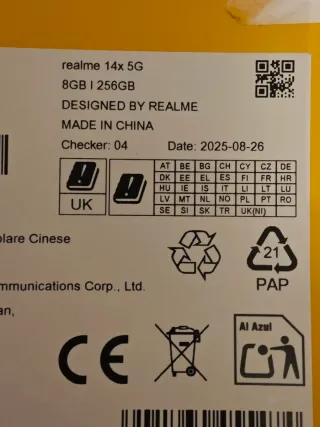 realme 14x 5G
8GB | 256GB
DESIGNED BY REALME
MADE IN CHINA
Checker: 04 Date: 2025-08-26
UK
AT BE BG CH CY CZ DE
DK EE EL ES FI FR HR
HU IE IS IT LI LT LU
LV MT NL NO PL PT RO
SE SI SK TR UK(NI)
olare Cinese
mmunications Corp., Ltd.
an,
21
PAP
CE
Al Azul